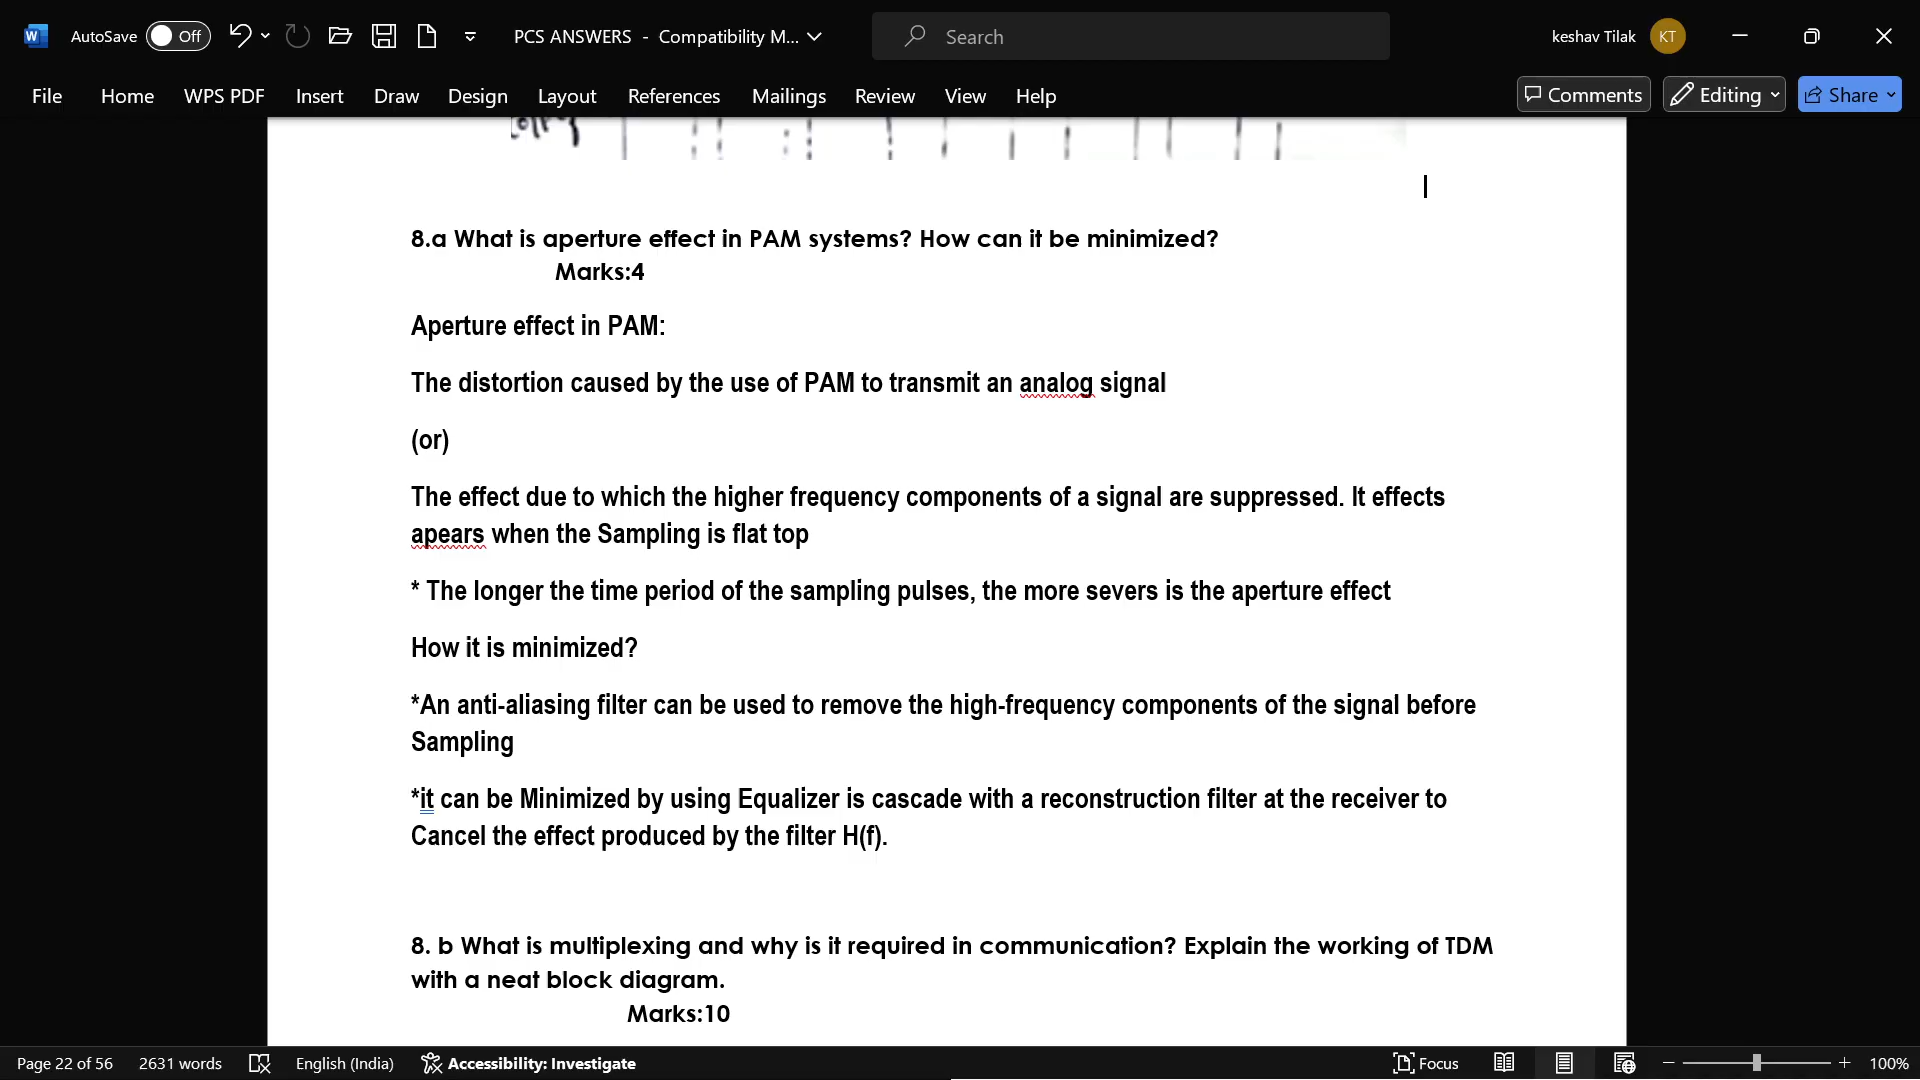 AutoSave Off PCS ANSWERS - Compatibility M... Search keshav Tilak KT
File Home WPS PDF Insert Draw Design Layout References Mailings Review View Help Comments Editing Share
8.a What is aperture effect in PAM systems? How can it be minimized?
Marks:4
Aperture effect in PAM:
The distortion caused by the use of PAM to transmit an analog signal
(or)
The effect due to which the higher frequency components of a signal are suppressed. It effects
apears when the Sampling is flat top
* The longer the time period of the sampling pulses, the more severs is the aperture effect
How it is minimized?
*An anti-aliasing filter can be used to remove the high-frequency components of the signal before
Sampling
*it can be Minimized by using Equalizer is cascade with a reconstruction filter at the receiver to
Cancel the effect produced by the filter H(f).
8. b What is multiplexing and why is it required in communication? Explain the working of TDM
with a neat block diagram.
Marks:10
Page 22 of 56 2631 words English (India) Accessibility: Investigate Focus 100%